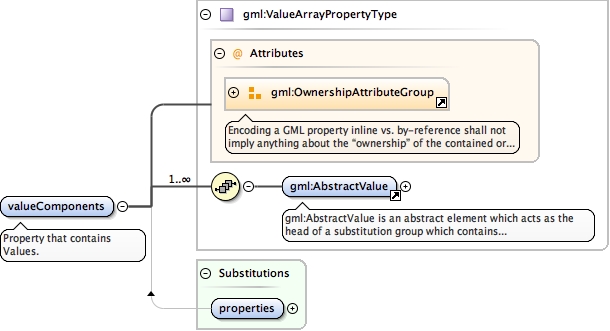 gml:ValueArrayPropertyType
@ Attributes
gml:OwnershipAttributeGroup
Encoding a GML property inline vs. by-reference shall not
imply anything about the “ownership” of the contained or...
1..∞
gml:AbstractValue
gml:AbstractValue is an abstract element which acts as the
head of a substitution group which contains...
valueComponents
Property that contains
Values.
Substitutions
properties